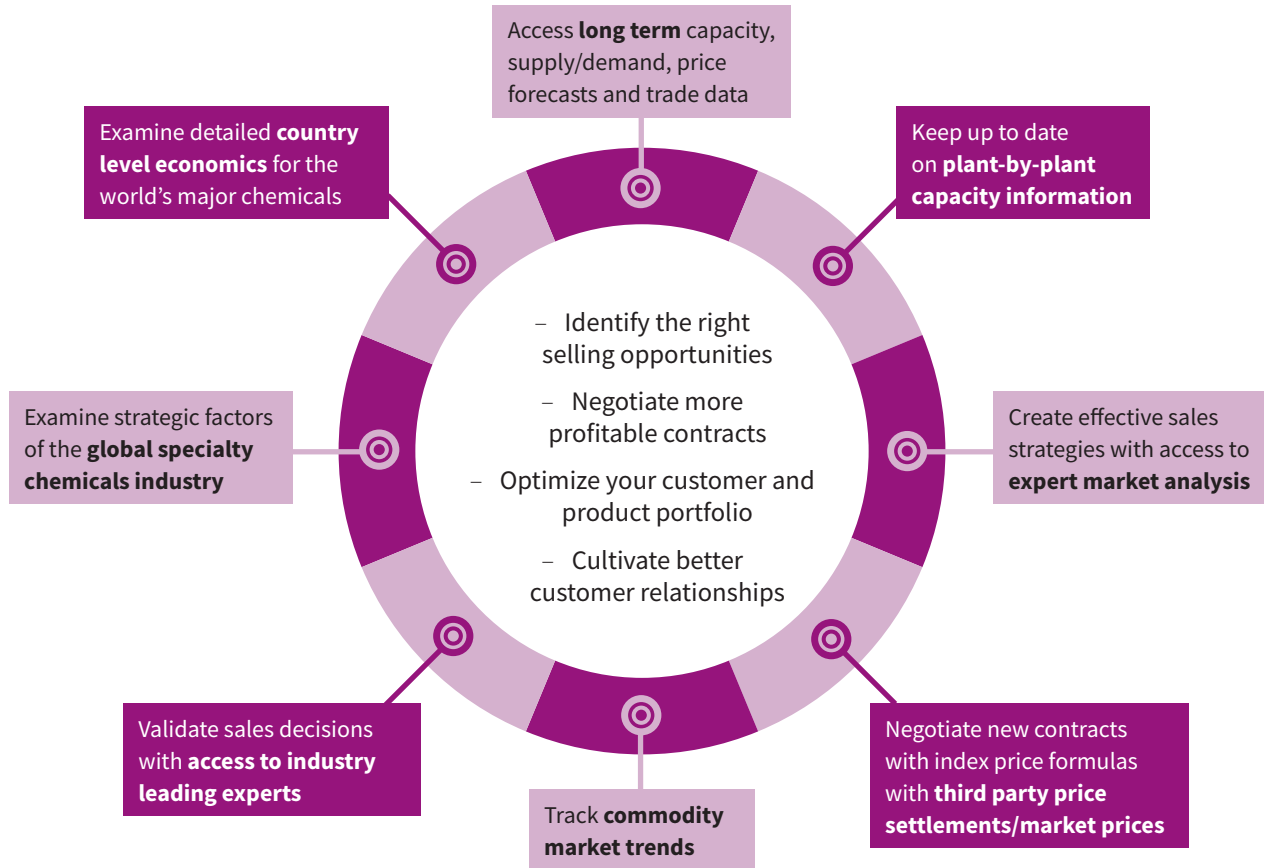 Access long term capacity,
supply/demand, price
forecasts and trade data
Keep up to date
on plant-by-plant
capacity information
Create effective sales
strategies with access to
expert market analysis
Negotiate new contracts
with index price formulas
with third party price
settlements/market prices
Track commodity
market trends
Validate sales decisions
with access to industry
leading experts
Examine strategic factors
of the global specialty
chemicals industry
Examine detailed country
level economics for the
world’s major chemicals
– Identify the right
selling opportunities
– Negotiate more
profitable contracts
– Optimize your customer and
product portfolio
– Cultivate better
customer relationships